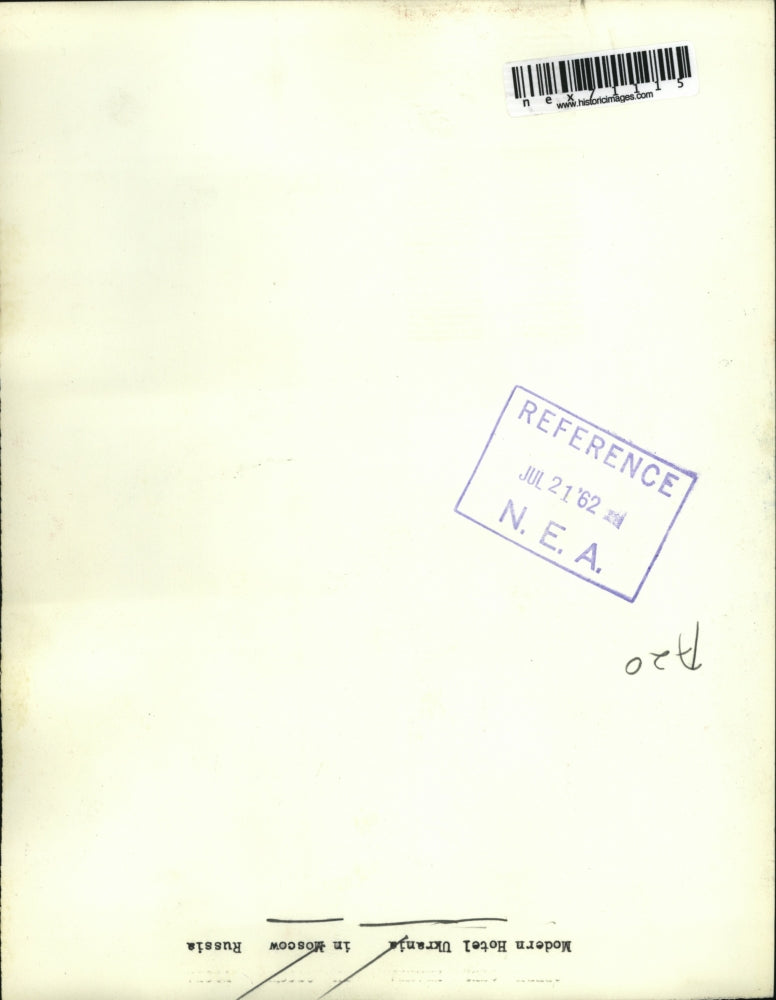 nex71115
www.historicimages.com
REFERENCE
JUL 21 '62
N. E. A.
A20
Modern Hotel Ukrania in Moscow Russia